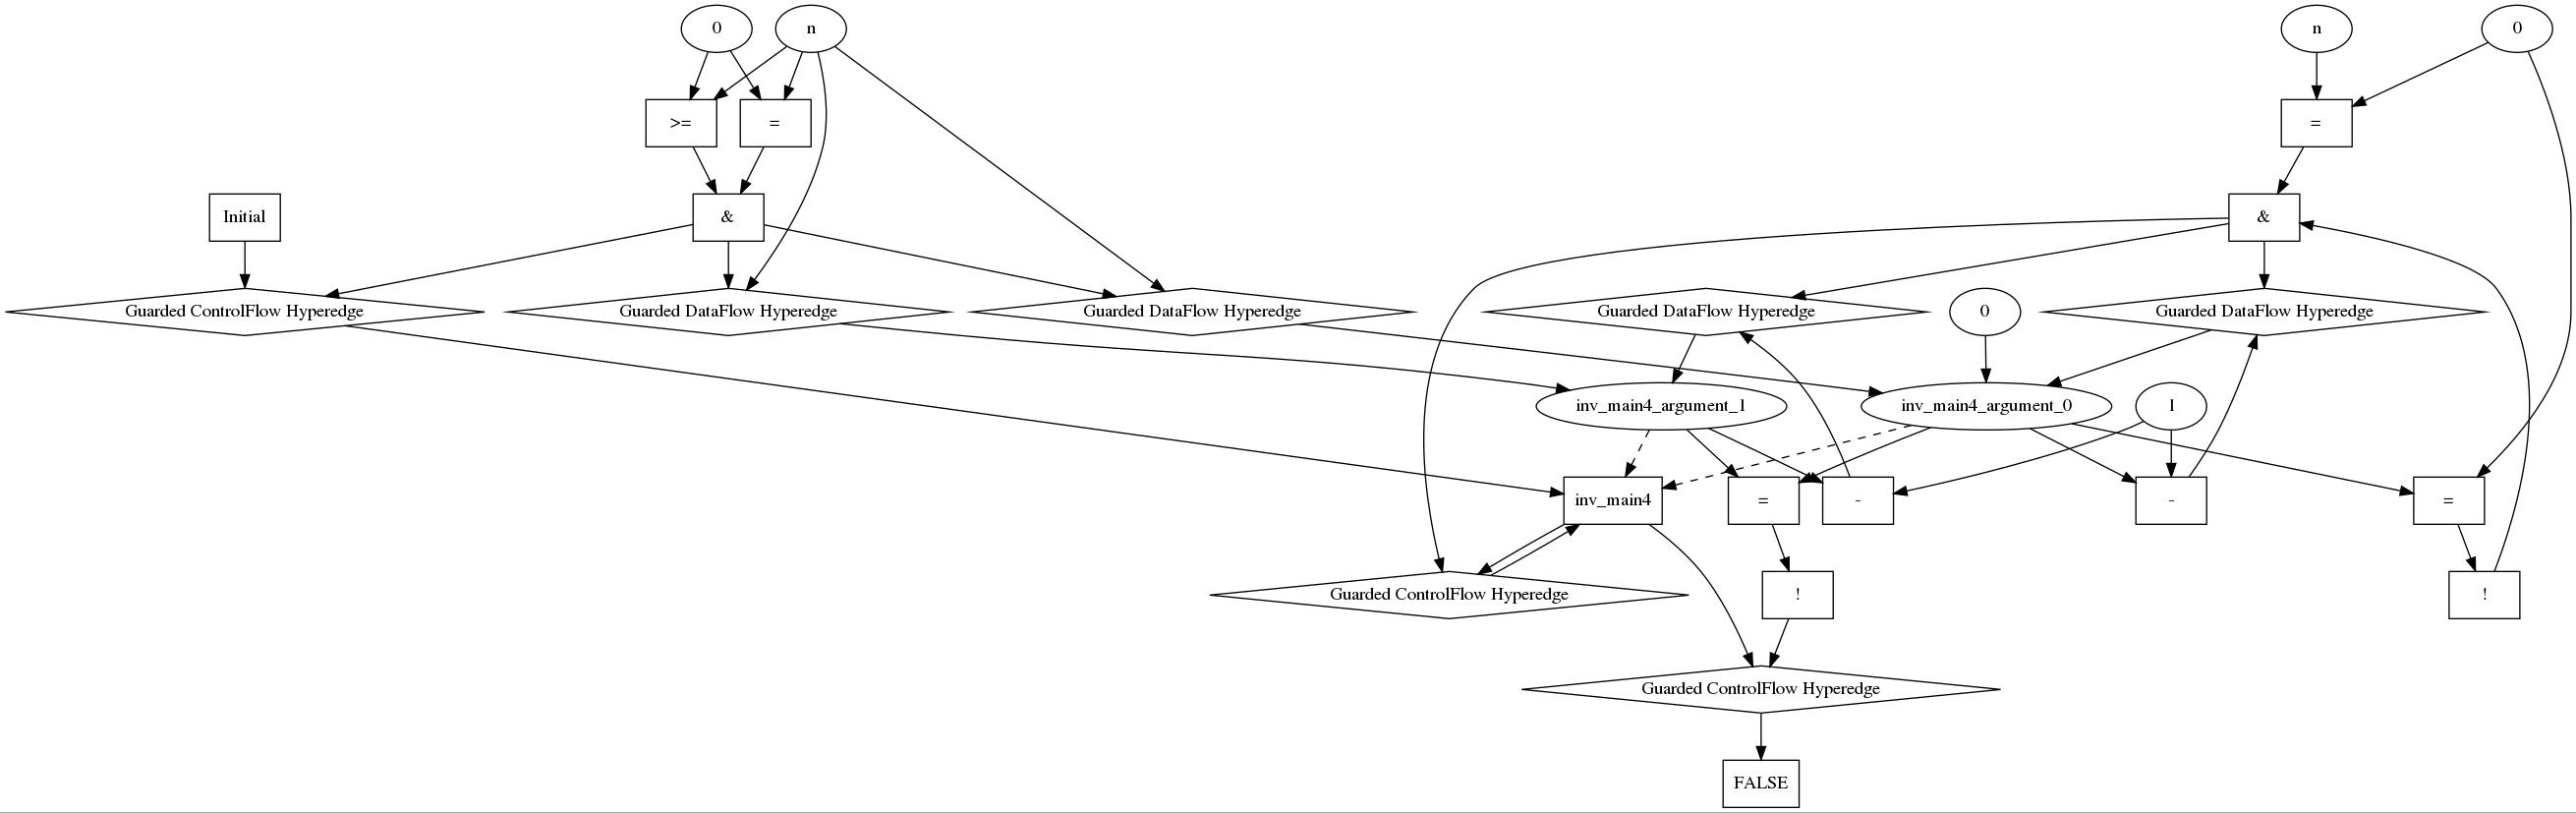 0
n
n
0
>=
=
=
Initial
&
&
Guarded ControlFlow Hyperedge
Guarded DataFlow Hyperedge
Guarded DataFlow Hyperedge
Guarded DataFlow Hyperedge
0
Guarded DataFlow Hyperedge
inv_main4_argument_1
inv_main4_argument_0
1
inv_main4
=
-
-
=
Guarded ControlFlow Hyperedge
!
!
Guarded ControlFlow Hyperedge
FALSE